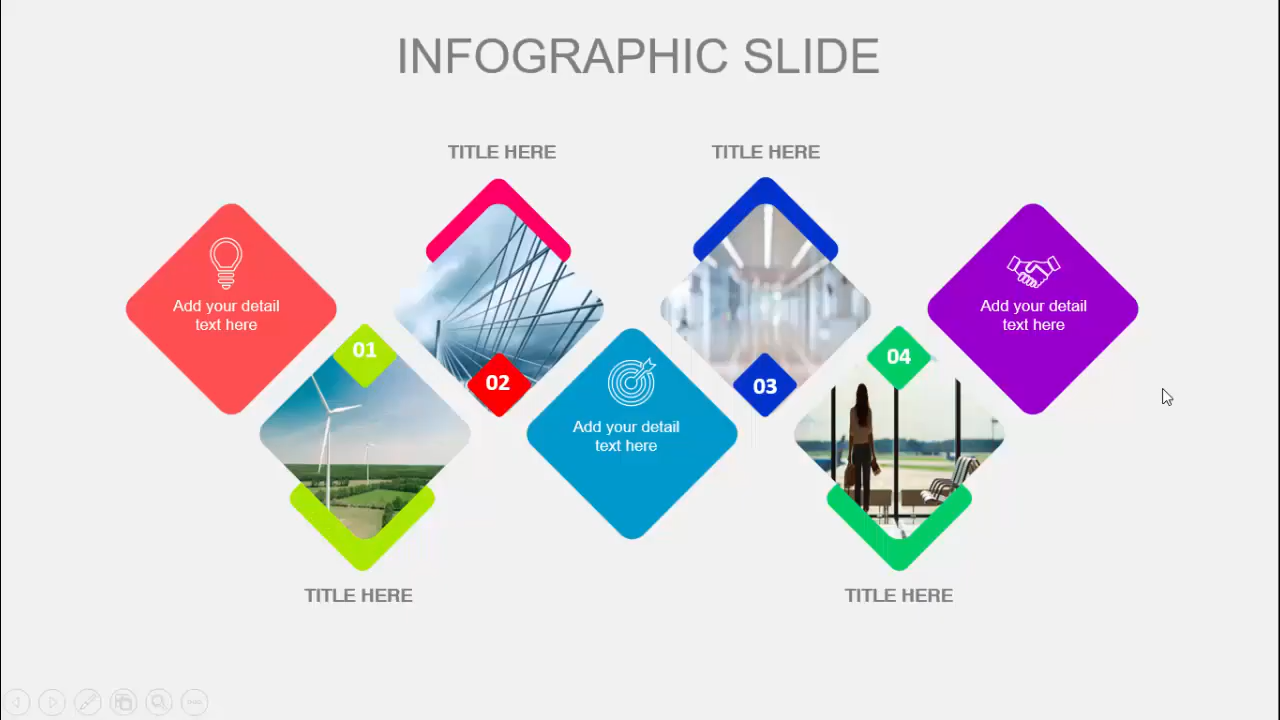 INFOGRAPHIC SLIDE
TITLE HERE
TITLE HERE
Add your detail
text here
01
02
Add your detail
text here
03
04
Add your detail
text here
TITLE HERE
TITLE HERE